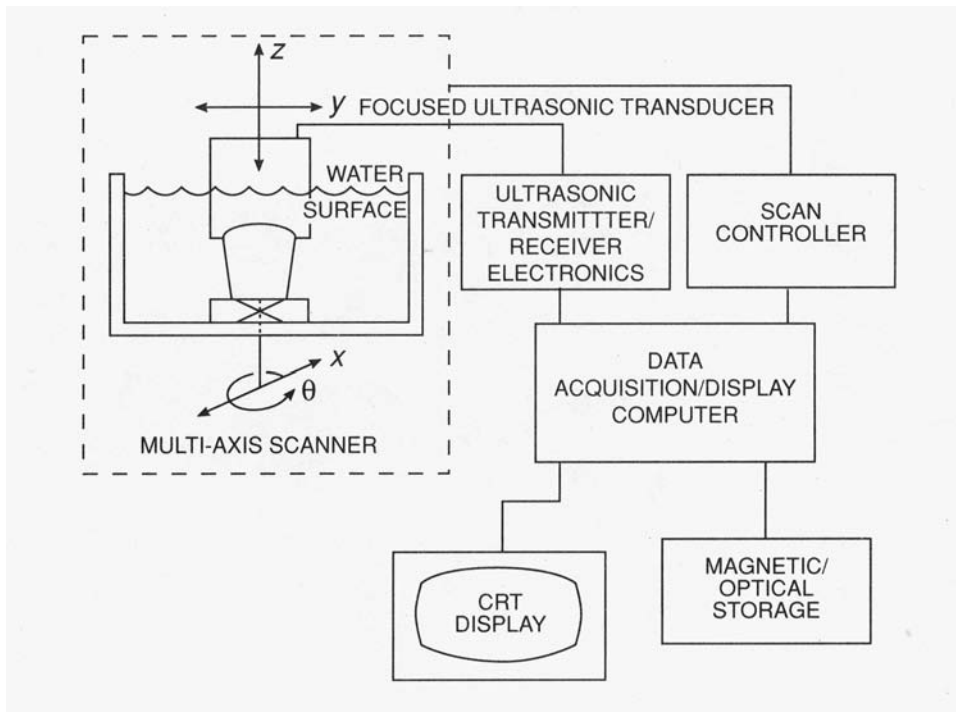 z
y
FOCUSED ULTRASONIC TRANSDUCER
WATER
SURFACE
ULTRASONIC
TRANSMITTTER/
RECEIVER
ELECTRONICS
SCAN
CONTROLLER
x
θ
MULTI-AXIS SCANNER
DATA
ACQUISITION/DISPLAY
COMPUTER
CRT
DISPLAY
MAGNETIC/
OPTICAL
STORAGE